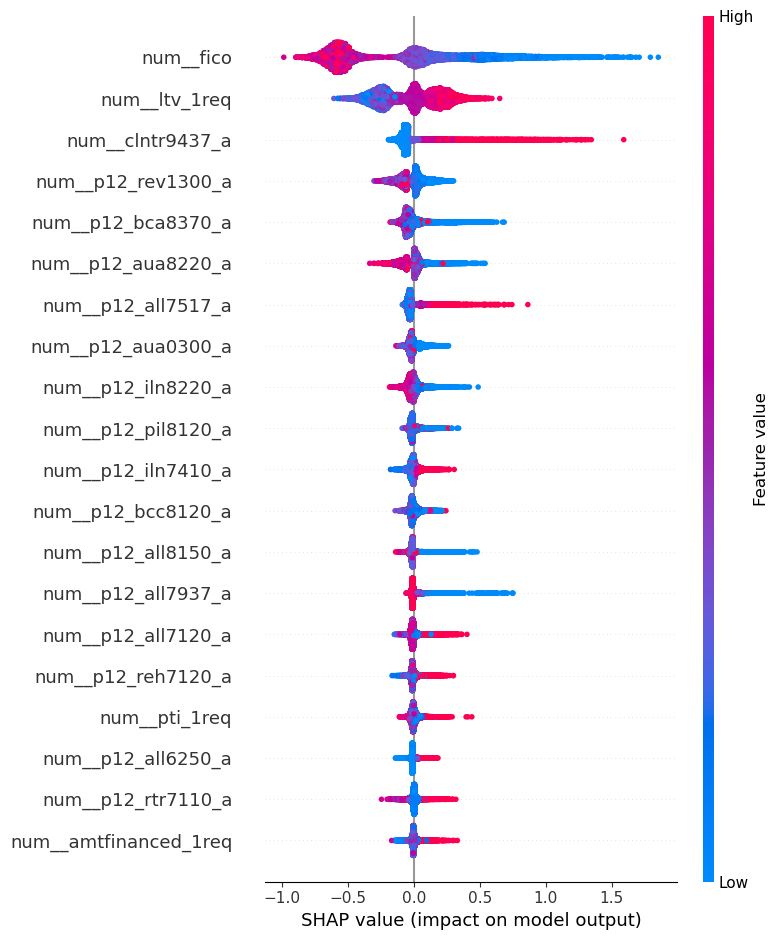 High
num__fico
num__ltv_1req
num__clntr9437_a
num__p12_rev1300_a
num__p12_bca8370_a
num__p12_aua8220_a
num__p12_all7517_a
num__p12_aua0300_a
num__p12_iln8220_a
num__p12_pil8120_a
num__p12_iln7410_a
num__p12_bcc8120_a
num__p12_all8150_a
num__p12_all7937_a
num__p12_all7120_a
num__p12_reh7120_a
num__pti_1req
num__p12_all6250_a
num__p12_rtr7110_a
num__amtfinanced_1req
Feature value
Low
−1.0 −0.5 0.0 0.5 1.0 1.5
SHAP value (impact on model output)